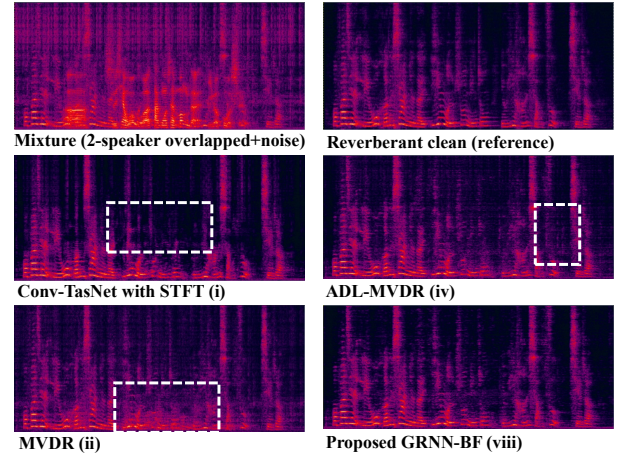 Mixture (2-speaker overlapped+noise)
Reverberant clean (reference)
Conv-TasNet with STFT (i)
ADL-MVDR (iv)
MVDR (ii)
Proposed GRNN-BF (viii)